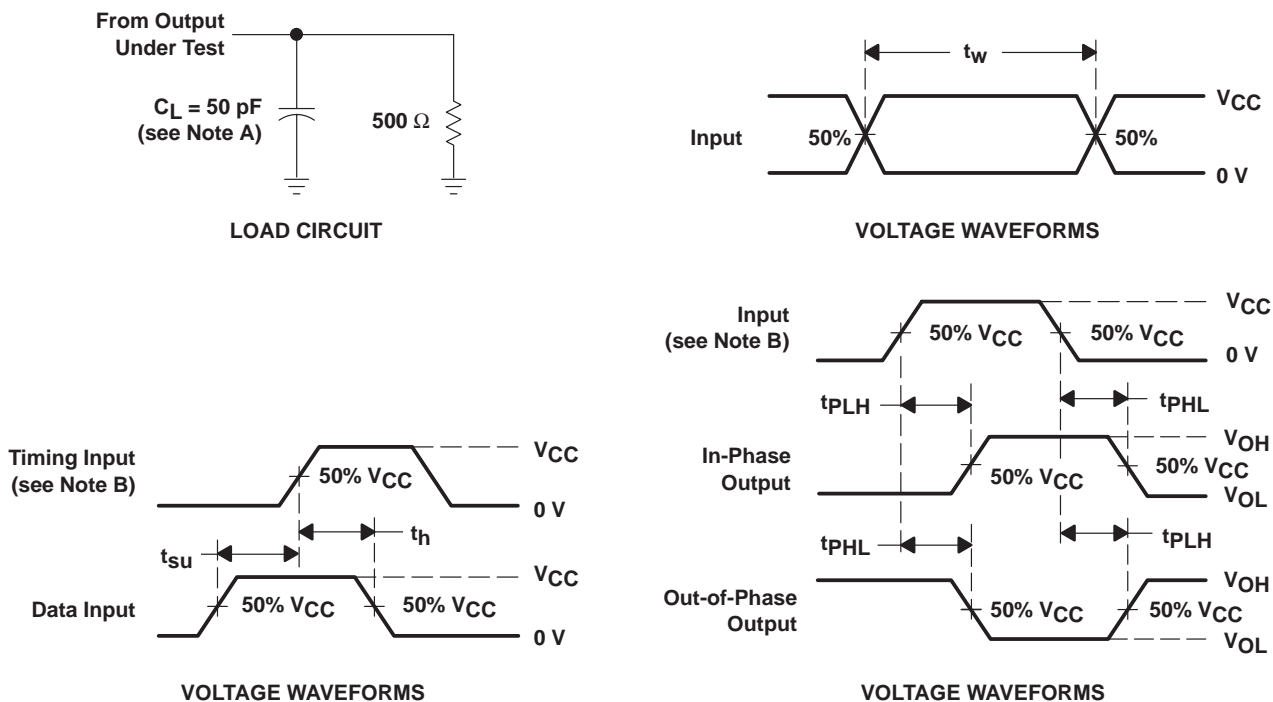 From Output
Under Test
CL = 50 pF
(see Note A)
500 Ω
LOAD CIRCUIT
tw
VCC
Input
50%
50%
0 V
VOLTAGE WAVEFORMS
Timing Input
(see Note B)
50% VCC
VCC
0 V
th
tsu
Data Input
50% VCC
50% VCC
VCC
0 V
VOLTAGE WAVEFORMS
Input
(see Note B)
50% VCC
50% VCC
VCC
0 V
tPLH
tPHL
In-Phase
Output
50% VCC
50% VCC
VOH
VOL
tPHL
tPLH
Out-of-Phase
Output
50% VCC
50% VCC
VOH
VOL
VOLTAGE WAVEFORMS